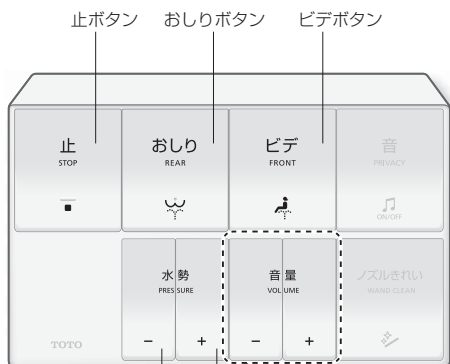 止ボタン おしりボタン ビデボタン
止 おしり ビデ 音
STOP REAR FRONT PRIVACY
ON/OFF
水勢 音量 ノズルきれい
PRESSURE VOLUME WAND CLEAN
TOTO - + - +